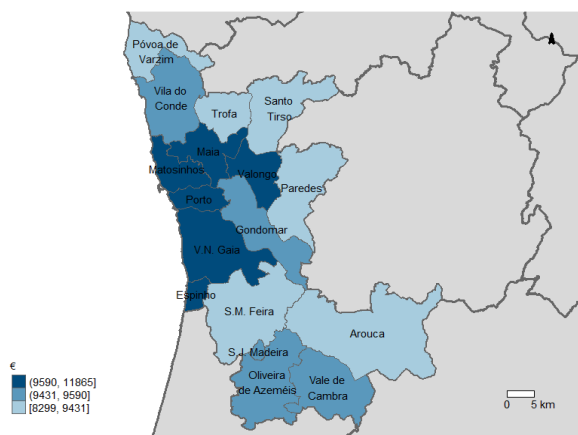 Póvoa de
Varzim
Vila do
Conde
Trofa
Santo
Tirso
Maia
Matosinhos
Valongo
Paredes
Porto
Gondomar
V.N. Gaia
Espinho
S.M. Feira
Arouca
S.J. Madeira
Oliveira
de Azeméis
Vale de
Cambra
€
(9590, 11865]
(9431, 9590]
[8299, 9431]
0 5 km